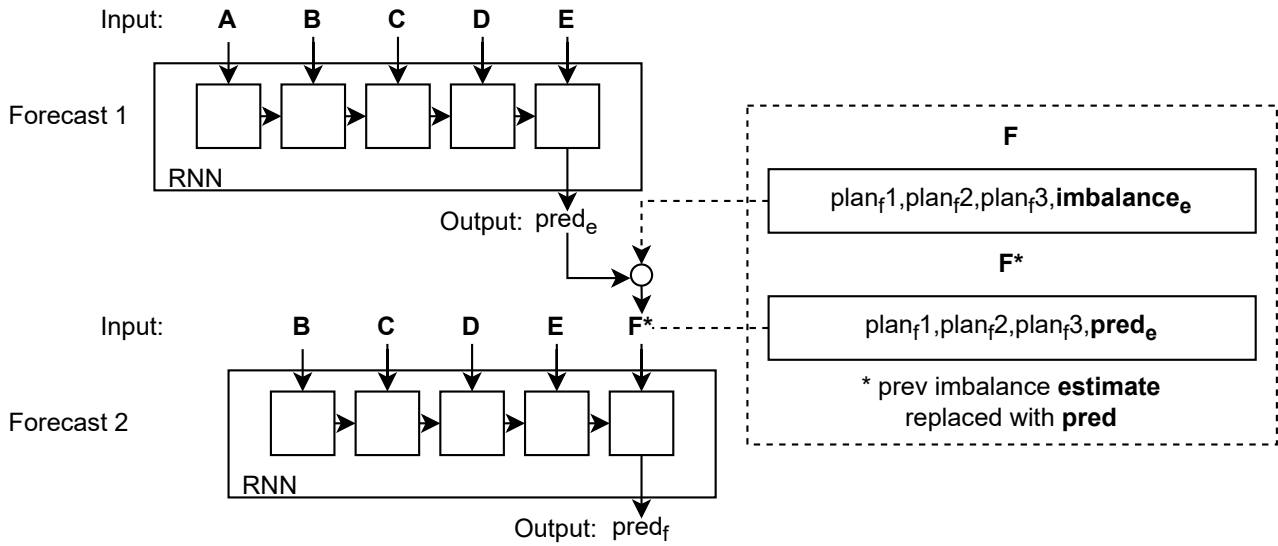 Input: A B C D E
Forecast 1
RNN
Output: pred_e
F
plan_f1,plan_f2,plan_f3,imbalance_e
F*
plan_f1,plan_f2,plan_f3,pred_e
* prev imbalance estimate
replaced with pred
Input: B C D E F*
Forecast 2
RNN
Output: pred_f